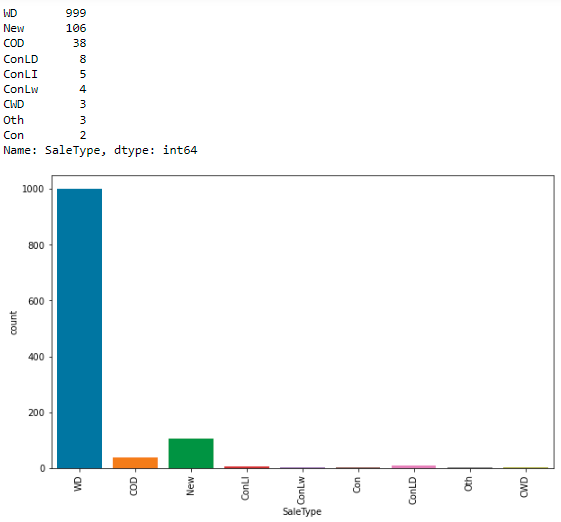 WD 999
New 106
COD 38
ConLD 8
ConLI 5
ConLw 4
CWD 3
Oth 3
Con 2
Name: SaleType, dtype: int64
1000
800
600
400
200
0
count
WD COD New ConLI ConLw Con ConLD Oth CWD
SaleType